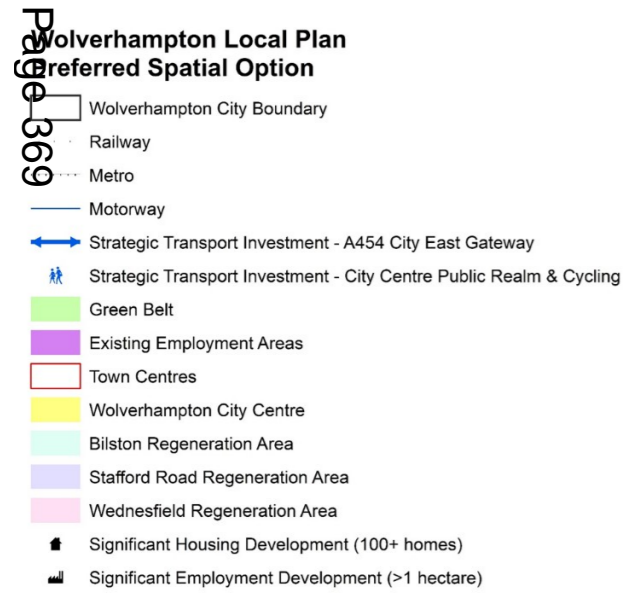 Page 369
Wolverhampton Local Plan
Preferred Spatial Option
Wolverhampton City Boundary
Railway
Metro
Motorway
Strategic Transport Investment - A454 City East Gateway
Strategic Transport Investment - City Centre Public Realm & Cycling
Green Belt
Existing Employment Areas
Town Centres
Wolverhampton City Centre
Bilston Regeneration Area
Stafford Road Regeneration Area
Wednesfield Regeneration Area
Significant Housing Development (100+ homes)
Significant Employment Development (>1 hectare)